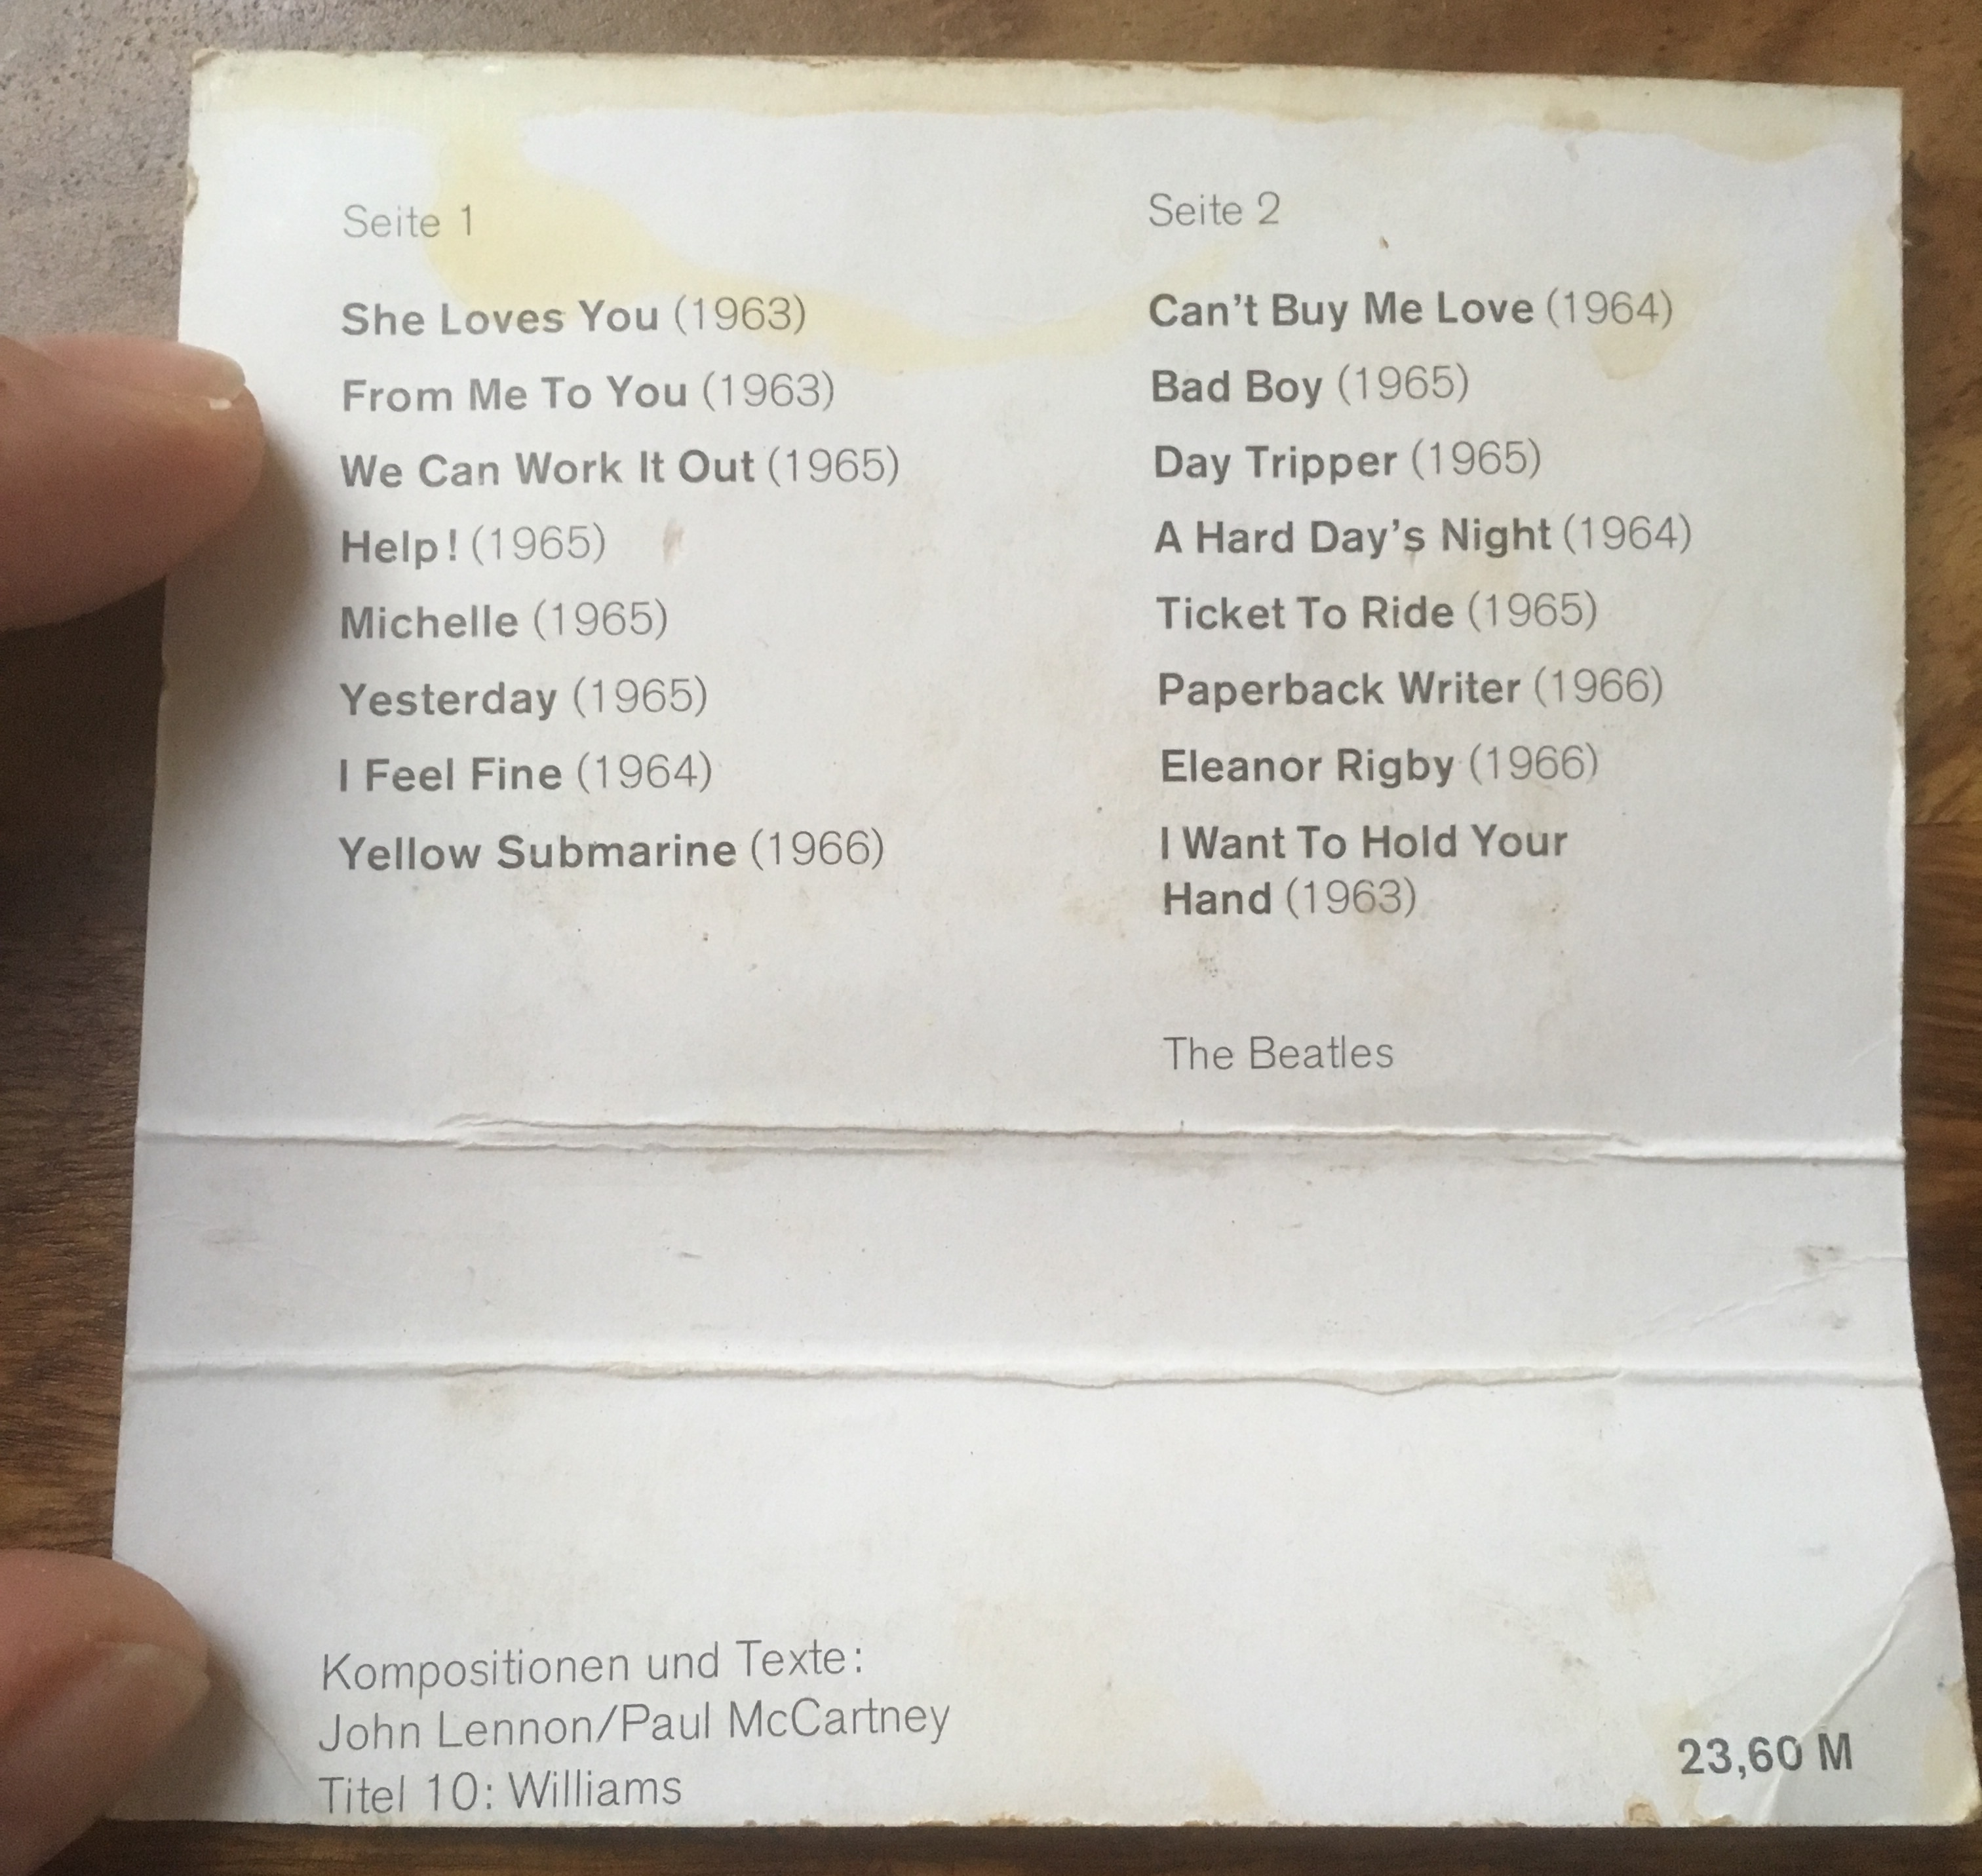 Seite 1
She Loves You (1963)
From Me To You (1963)
We Can Work It Out (1965)
Help! (1965)
Michelle (1965)
Yesterday (1965)
I Feel Fine (1964)
Yellow Submarine (1966)
Seite 2
Can't Buy Me Love (1964)
Bad Boy (1965)
Day Tripper (1965)
A Hard Day's Night (1964)
Ticket To Ride (1965)
Paperback Writer (1966)
Eleanor Rigby (1966)
I Want To Hold Your
Hand (1963)
The Beatles
Kompositionen und Texte:
John Lennon/Paul McCartney
Titel 10: Williams
23,60 M